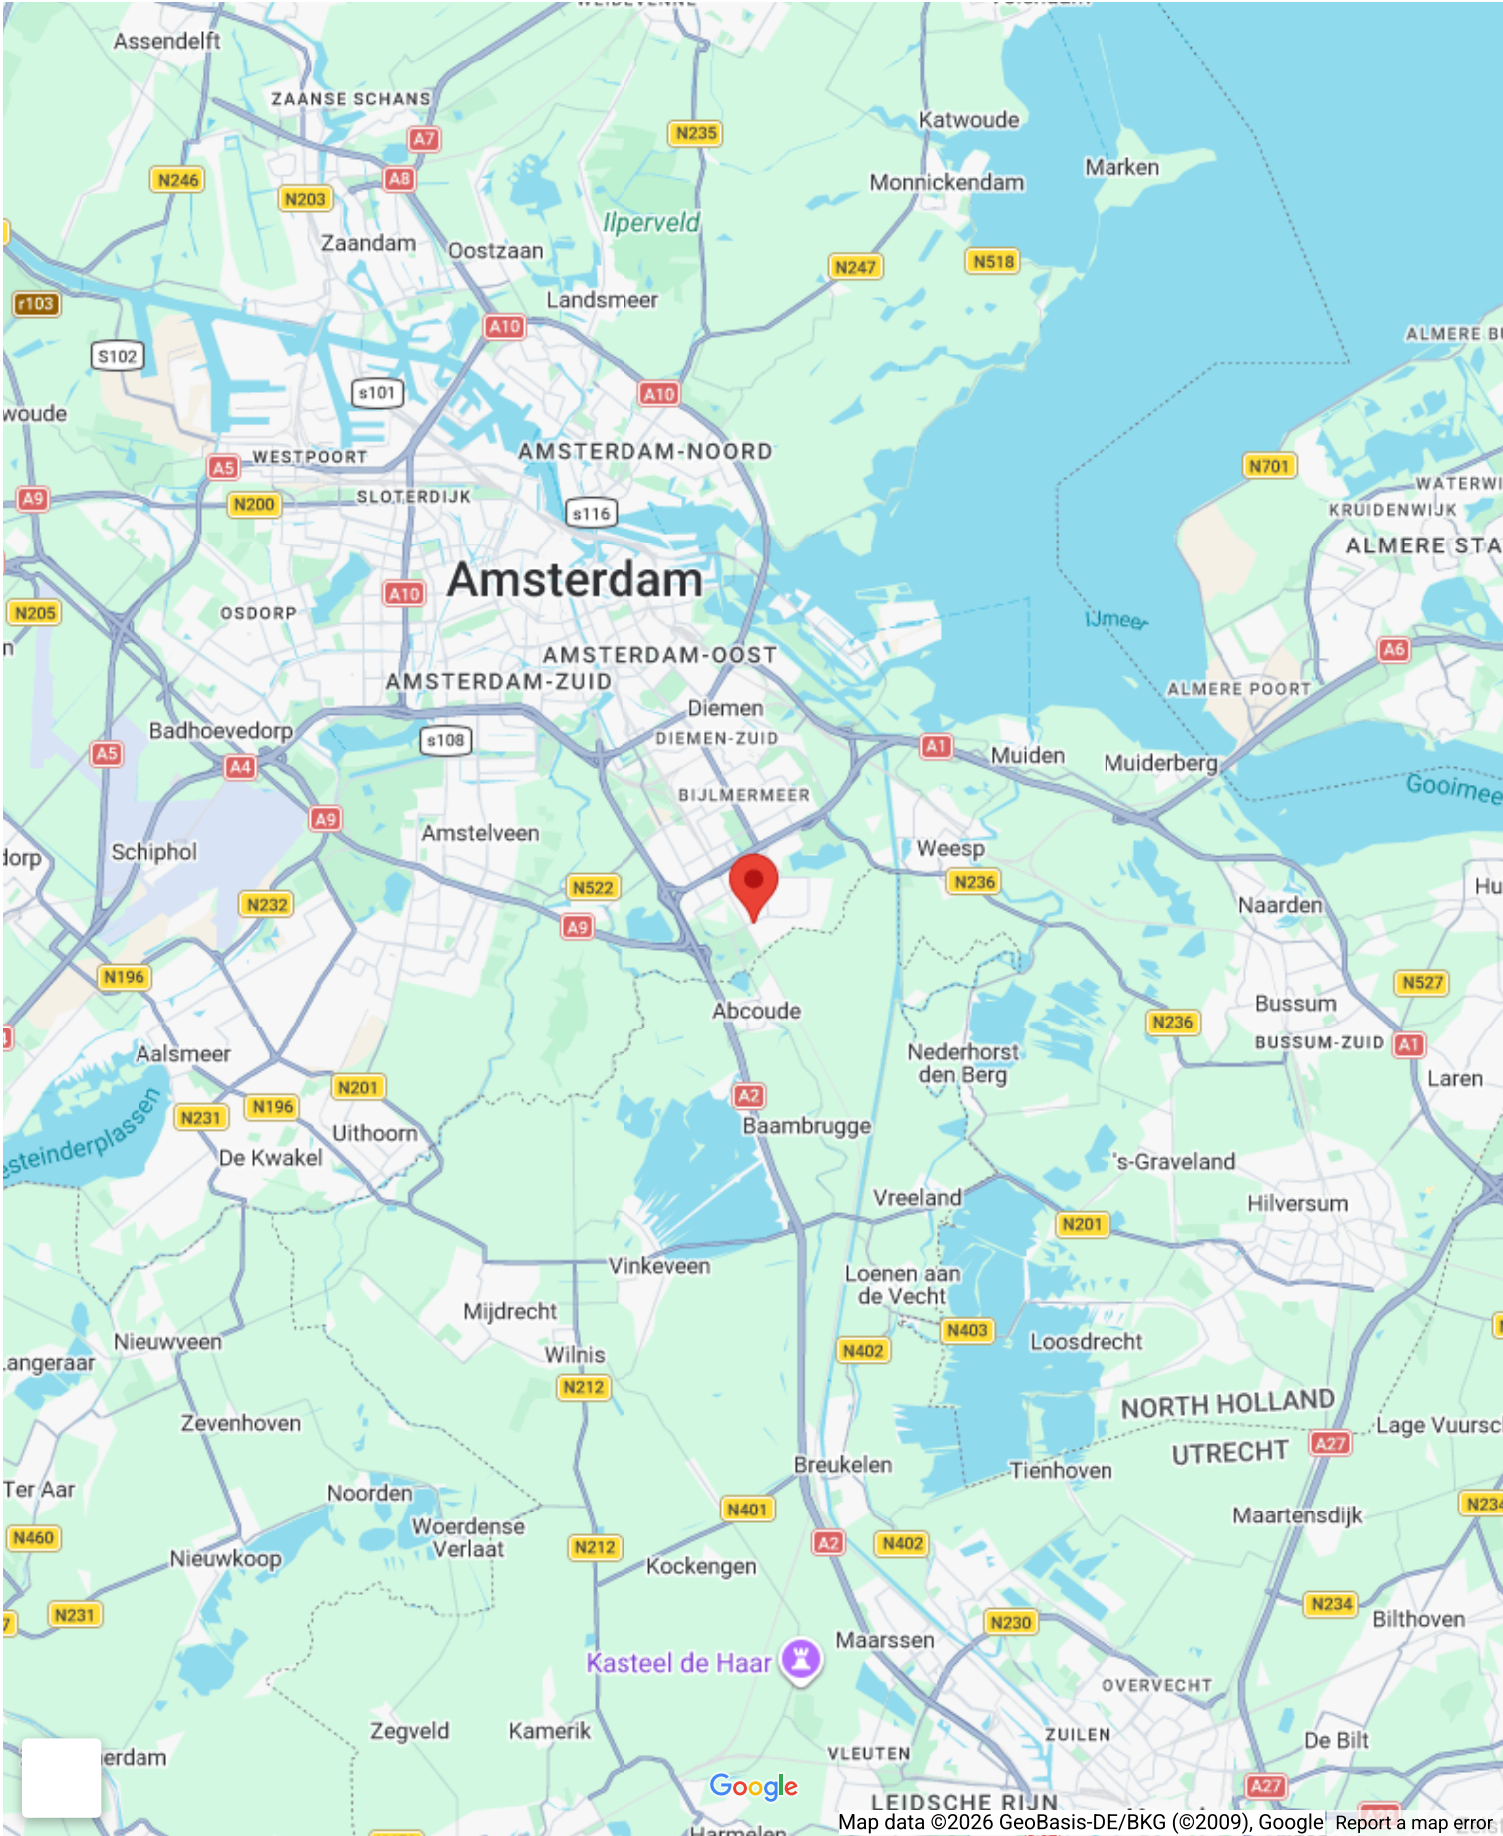 Assendelft
ZAANSE SCHANS
A7
N235
Katwoude
Marken
N246
A8
N203
Monnickendam
Ilperveld
Zaandam
Oostzaan
N247
N518
r103
Landsmeer
A10
S102
ALMERE BU
s101
A10
woude
AMSTERDAM-NOORD
WESTPOORT
A5
N701
A9
N200
SLOTERDIJK
s116
WATERWI
KRUIDENWIJK
ALMERE STA
Amsterdam
A10
N205
OSDORP
IJmeer
n
AMSTERDAM-OOST
A6
AMSTERDAM-ZUID
ALMERE POORT
Diemen
Badhoevedorp
s108
DIEMEN-ZUID
A5
A1
Muiden
Muiderberg
A4
Gooimee
BIJLMERMEER
A9
Amstelveen
Schiphol
dorp
Weesp
N522
N236
Hu
N232
Naarden
A9
N196
N527
Abcoude
Bussum
N236
Aalsmeer
Nederhorst
den Berg
BUSSUM-ZUID
A1
Laren
N201
N196
A2
N231
esteinderplassen
Uithoorn
Baambrugge
De Kwakel
's-Graveland
Vreeland
Hilversum
N201
Vinkeveen
Loenen aan
de Vecht
Mijdrecht
N403
Nieuwveen
Loosdrecht
N402
Langeraar
Wilnis
N212
NORTH HOLLAND
Zevenhoven
Lage Vuursc
A27
UTRECHT
Breukelen
Tienhoven
Ter Aar
Noorden
N401
N234
Maartensdijk
Woerdense
Verlaat
N460
A2
N402
N212
Nieuwkoop
Kockengen
N231
7
N234
N230
Bilthoven
Maarssen
Kasteel de Haar
OVERVECHT
Zegveld
Kamerik
ZUILEN
De Bilt
VLEUTEN
erdam
Google
A27
LEIDSCHE RIJN
Map data ©2026 GeoBasis-DE/BKG (©2009), Google
Report a map error
Harmelen